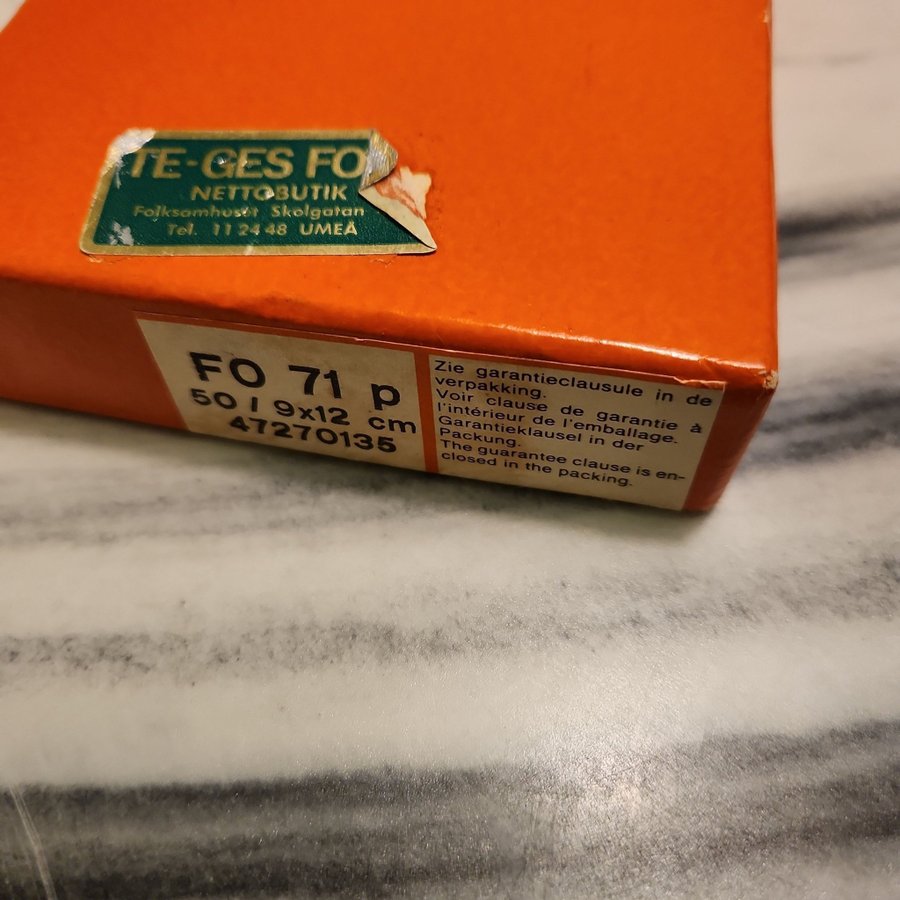 TE-GES FO
NETTOBUTIK
Folksamhuset Skolgatan
Tel. 11 24 48 UMEÅ
FO 71 p
50 / 9x12 cm
47270135
Zie garantieclausule in de
verpakking.
Voir clause de garantie à
l'intérieur de l'emballage.
Garantieklausel in der
Packung.
The guarantee clause is en-
closed in the packing.